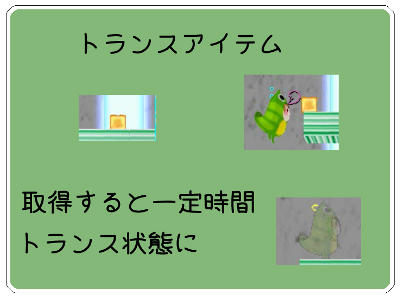 トランスアイテム
取得すると一定時間
トランス状態に